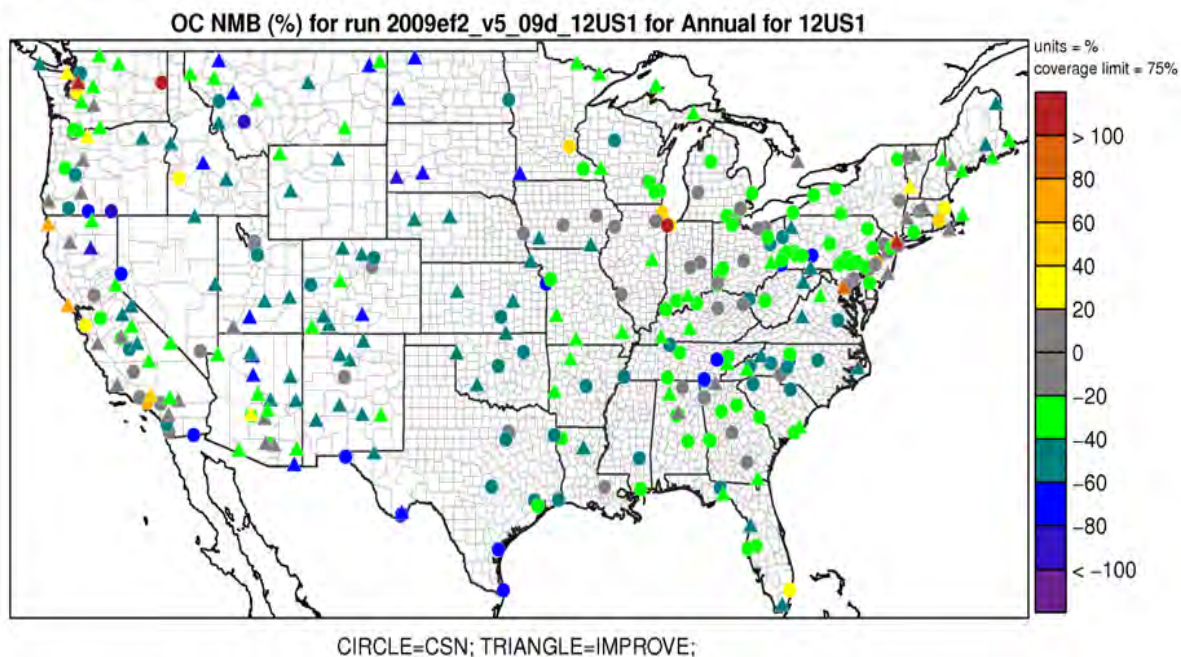 OC NMB (%) for run 2009ef2_v5_09d_12US1 for Annual for 12US1
units = %
coverage limit = 75%
> 100
80
60
40
20
0
−20
−40
−60
−80
< −100
CIRCLE=CSN; TRIANGLE=IMPROVE;